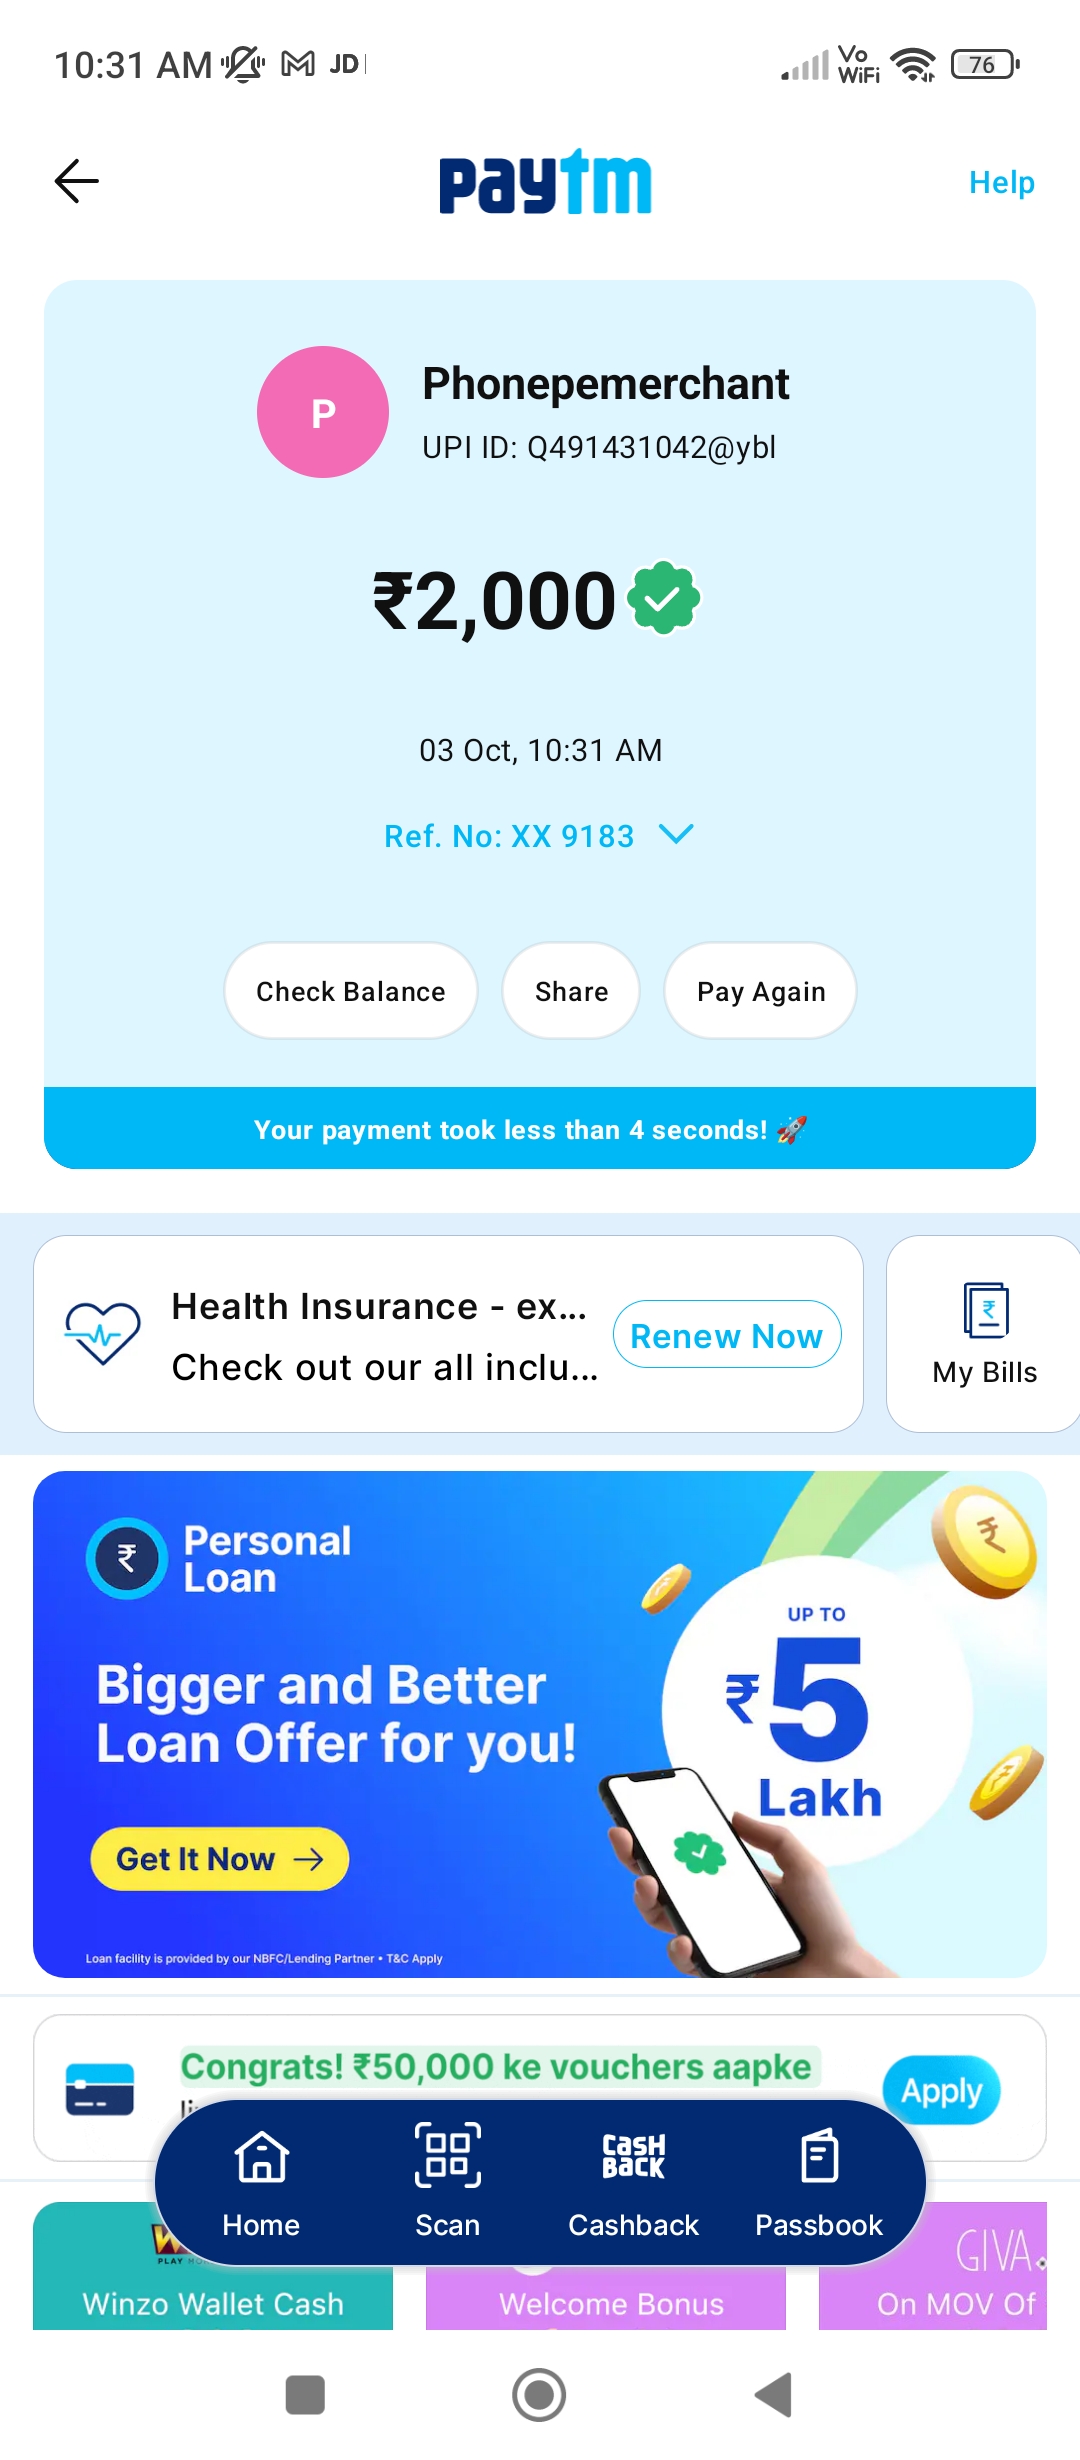 10:31 AM JD
Vo WiFi 76
paytm
Help
P
Phonepemerchant
UPI ID: Q491431042@ybl
₹2,000
03 Oct, 10:31 AM
Ref. No: XX 9183
Check Balance Share Pay Again
Your payment took less than 4 seconds! 🚀
Health Insurance - ex...
Check out our all inclu...
Renew Now
My Bills
Personal
Loan
Bigger and Better
Loan Offer for you!
Get It Now →
UP TO
₹5
Lakh
Loan facility is provided by our NBFC/Lending Partner • T&C Apply
Congrats! ₹50,000 ke vouchers aapke
Apply
CASH
BACK
Home Scan Cashback Passbook
PLAY
GIVA
Winzo Wallet Cash
Welcome Bonus
On MOV Of